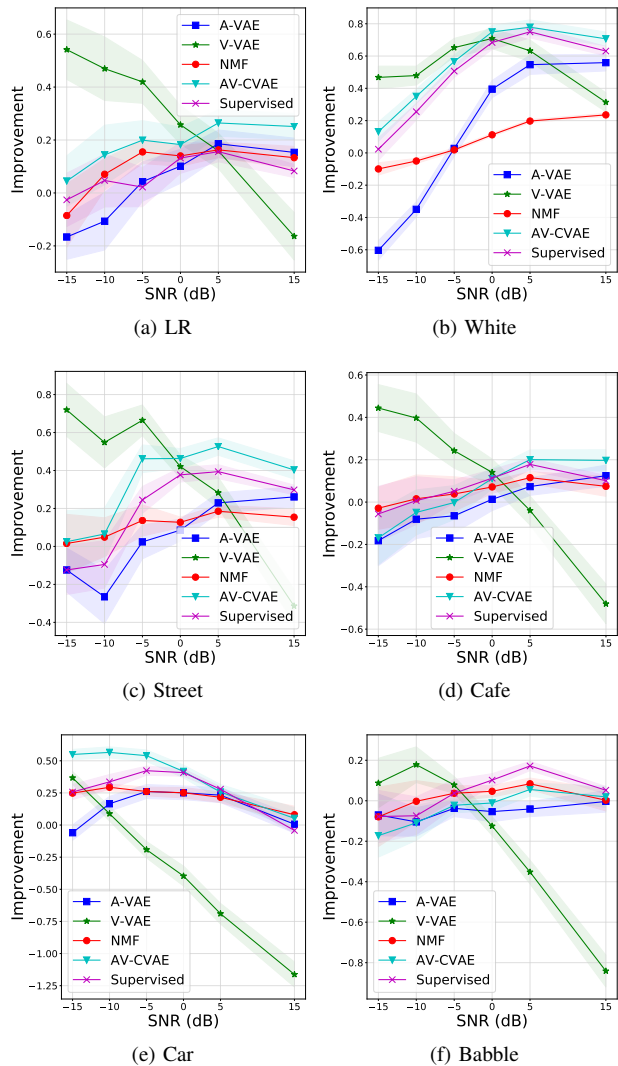 0.6
0.4
0.2
0.0
−0.2
Improvement
A-VAE
V-VAE
NMF
AV-CVAE
Supervised
−15 −10 −5 0 5 15
SNR (dB)
(a) LR
0.8
0.6
0.4
0.2
0.0
−0.2
−0.4
−0.6
Improvement
A-VAE
V-VAE
NMF
AV-CVAE
Supervised
−15 −10 −5 0 5 15
SNR (dB)
(b) White
0.8
0.6
0.4
0.2
0.0
−0.2
−0.4
Improvement
A-VAE
V-VAE
NMF
AV-CVAE
Supervised
−15 −10 −5 0 5 15
SNR (dB)
(c) Street
0.6
0.4
0.2
0.0
−0.2
−0.4
−0.6
Improvement
A-VAE
V-VAE
NMF
AV-CVAE
Supervised
−15 −10 −5 0 5 15
SNR (dB)
(d) Cafe
0.50
0.25
0.00
−0.25
−0.50
−0.75
−1.00
−1.25
Improvement
A-VAE
V-VAE
NMF
AV-CVAE
Supervised
−15 −10 −5 0 5 15
SNR (dB)
(e) Car
0.2
0.0
−0.2
−0.4
−0.6
−0.8
Improvement
A-VAE
V-VAE
NMF
AV-CVAE
Supervised
−15 −10 −5 0 5 15
SNR (dB)
(f) Babble